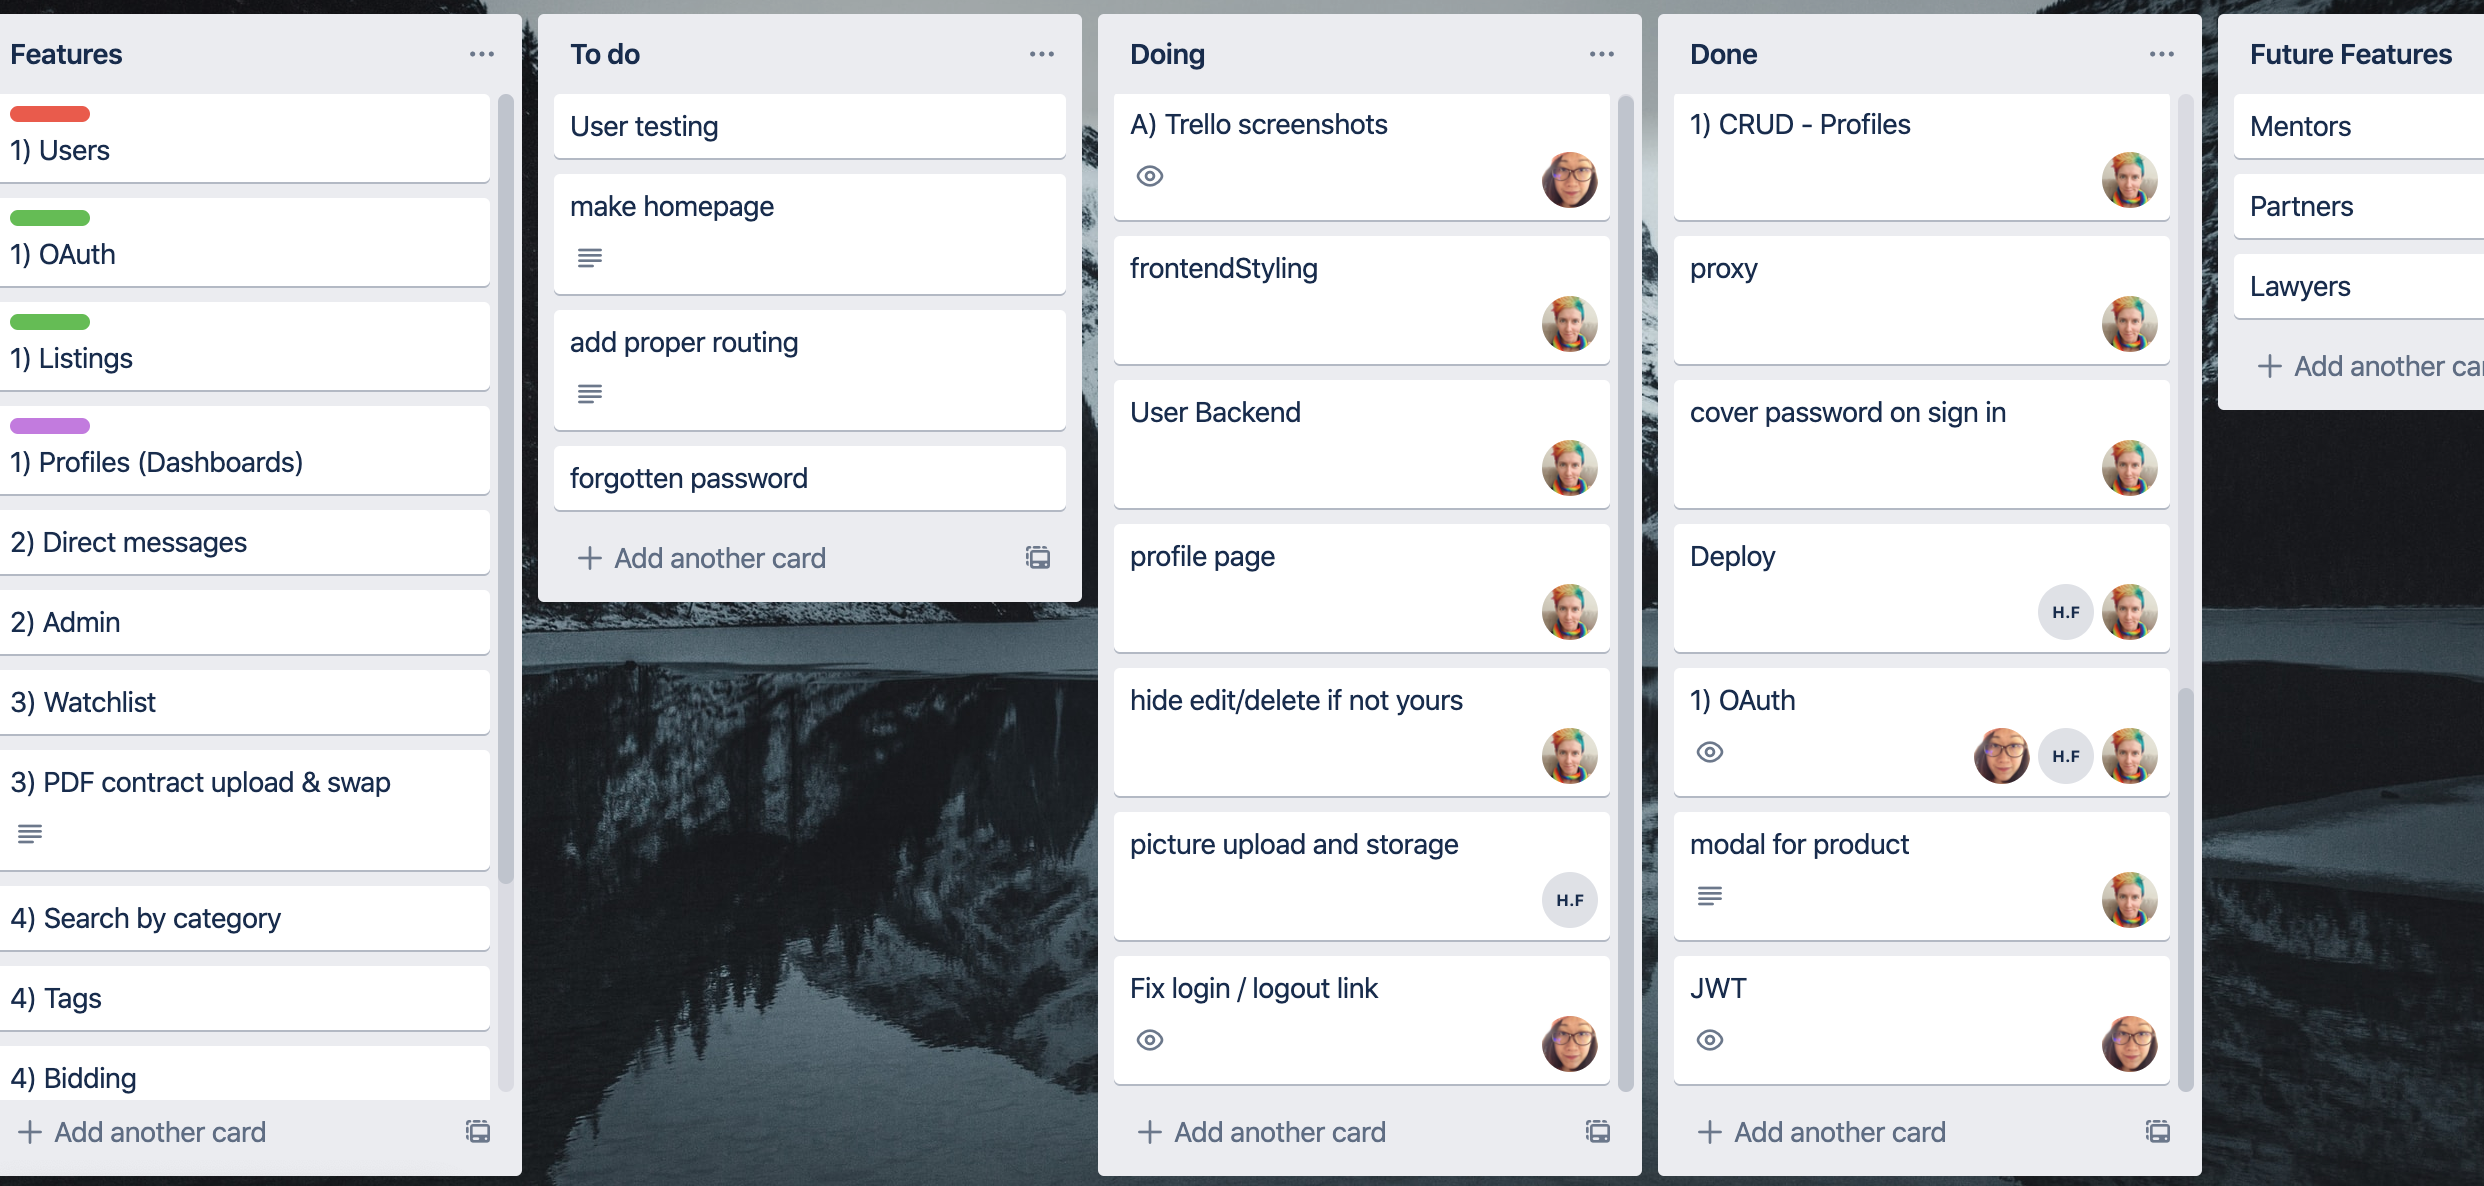 Features
1) Users
1) OAuth
1) Listings
1) Profiles (Dashboards)
2) Direct messages
2) Admin
3) Watchlist
3) PDF contract upload & swap
4) Search by category
4) Tags
4) Bidding
+ Add another card
To do
User testing
make homepage
add proper routing
forgotten password
+ Add another card
Doing
A) Trello screenshots
frontendStyling
User Backend
profile page
hide edit/delete if not yours
picture upload and storage
H.F
Fix login / logout link
+ Add another card
Done
1) CRUD - Profiles
proxy
cover password on sign in
Deploy
H.F
1) OAuth
H.F
modal for product
JWT
+ Add another card
Future Features
Mentors
Partners
Lawyers
+ Add another car